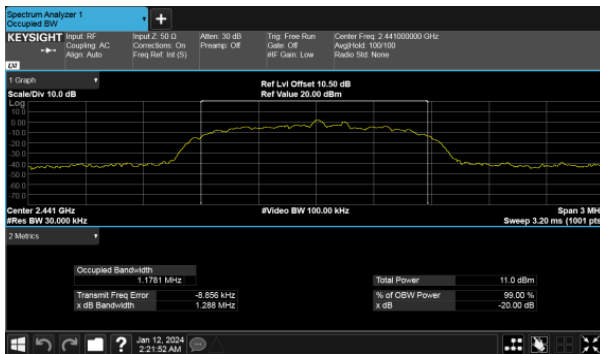 Spectrum Analyzer 1
Occupied BW
+
KEYSIGHT Input: RF
Coupling: AC
Align: Auto
Input Z: 50 Ω
Corrections: On
Freq Ref: Int (S)
Atten: 30 dB
Preamp: Off
Trig: Free Run
Gate: Off
#IF Gain: Low
Center Freq: 2.441000000 GHz
Avg|Hold: 100/100
Radio Std: None
LXI
1 Graph
Scale/Div 10.0 dB
Ref Lvl Offset 10.50 dB
Ref Value 20.00 dBm
Log
10.0
0.00
-10.0
-20.0
-30.0
-40.0
-50.0
-60.0
-70.0
Center 2.441 GHz
#Res BW 30.000 kHz
#Video BW 100.00 kHz
Span 3 MH
Sweep 3.20 ms (1001 pts
2 Metrics
Occupied Bandwidth
1.1781 MHz
Transmit Freq Error -8.856 kHz
x dB Bandwidth 1.288 MHz
Total Power 11.0 dBm
% of OBW Power 99.00 %
x dB -20.00 dB
?
Jan 12, 2024
2:21:52 AM